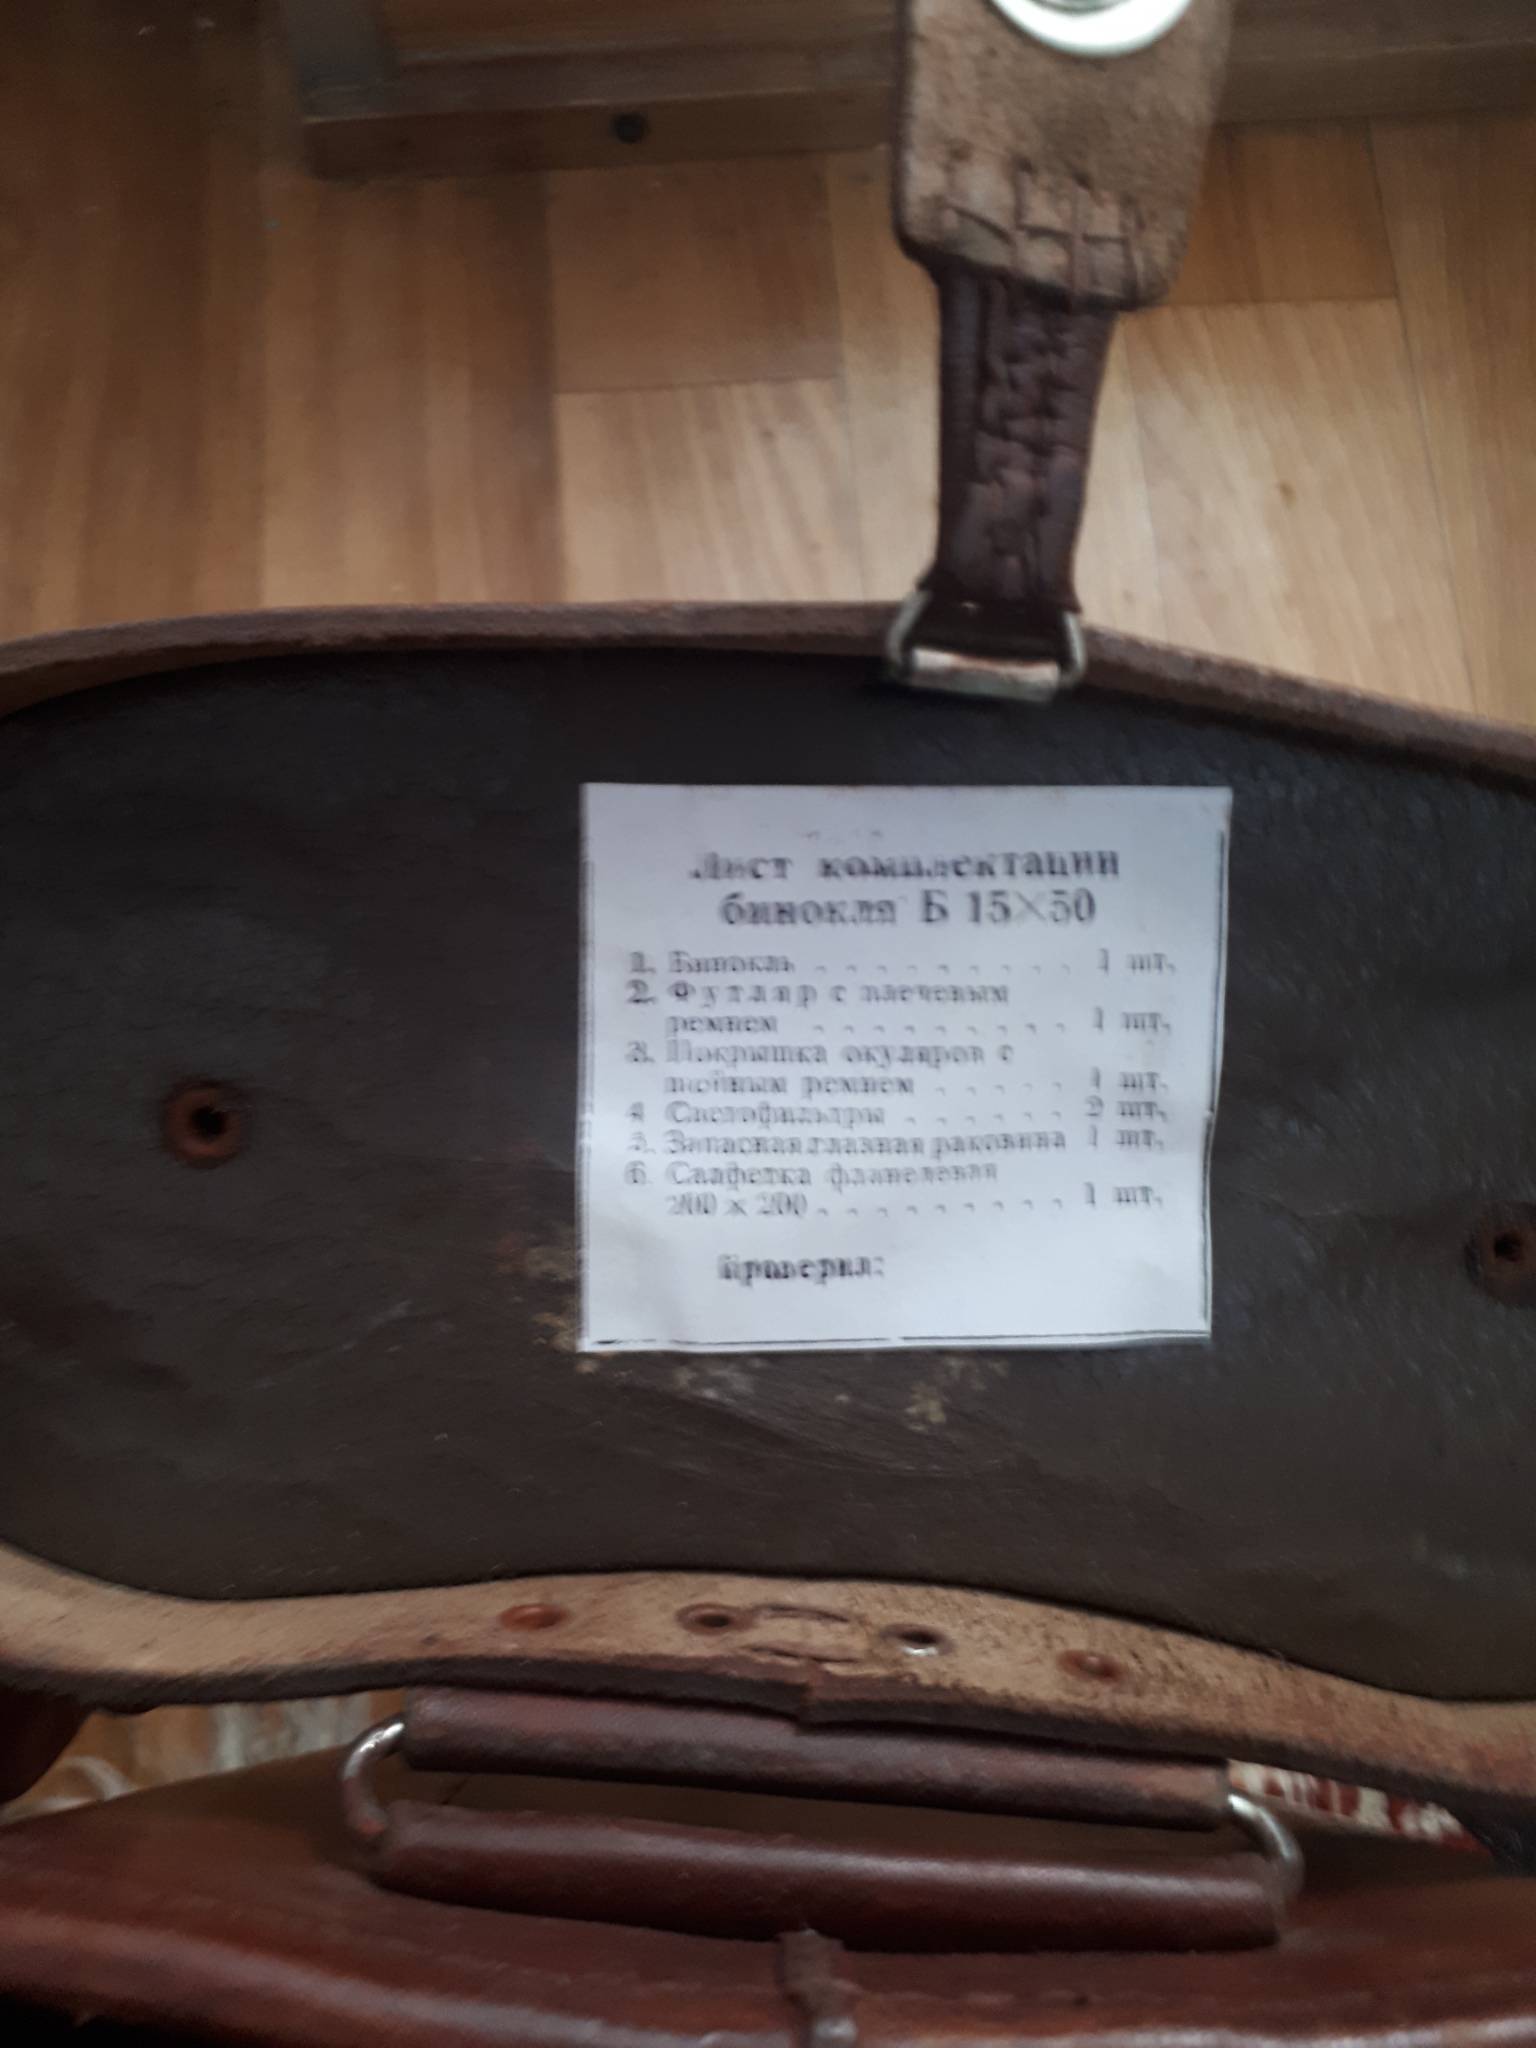 Лист комплектации
бинокля Б 15×50
1. Бинокль . . . . . . . . . 1 шт.
2. Футляр с плечевым
ремнем . . . . . . . . . 1 шт.
3. Покрышка окуляров с
шейным ремнем . . . . . 1 шт.
4 Светофильтры . . . . . . 2 шт.
5. Запасная глазная раковина 1 шт.
6. Салфетка фланелевая
200 х 200 . . . . . . . . . 1 шт.
Проверил: